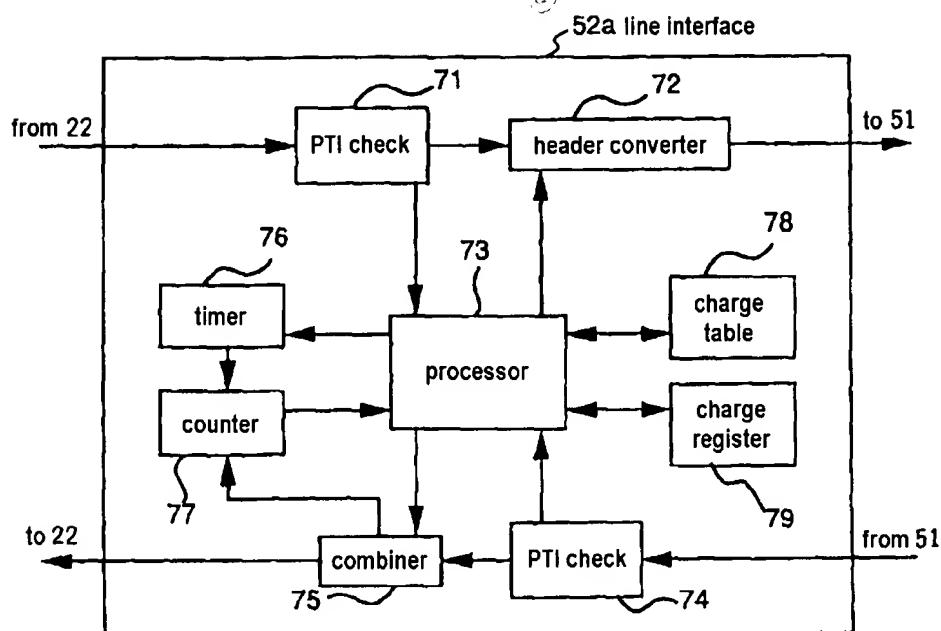 52a line interface
71
72
from 22
PTI check
header converter
to 51
76
73
78
timer
charge
table
processor
counter
charge
register
77
79
to 22
combiner
PTI check
from 51
75
74